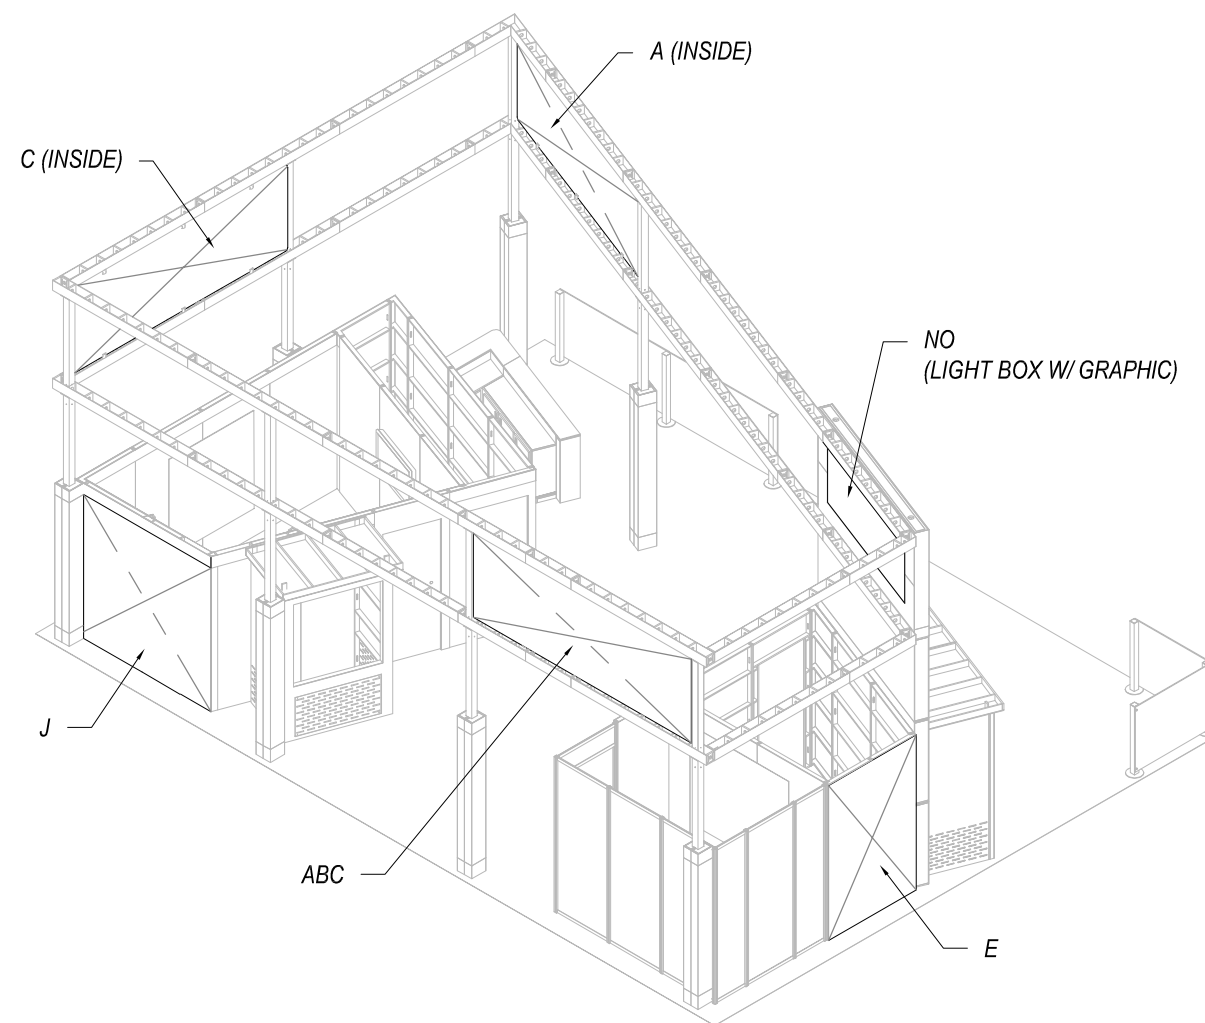 A (INSIDE)
C (INSIDE)
NO
(LIGHT BOX W/ GRAPHIC)
J
ABC
E